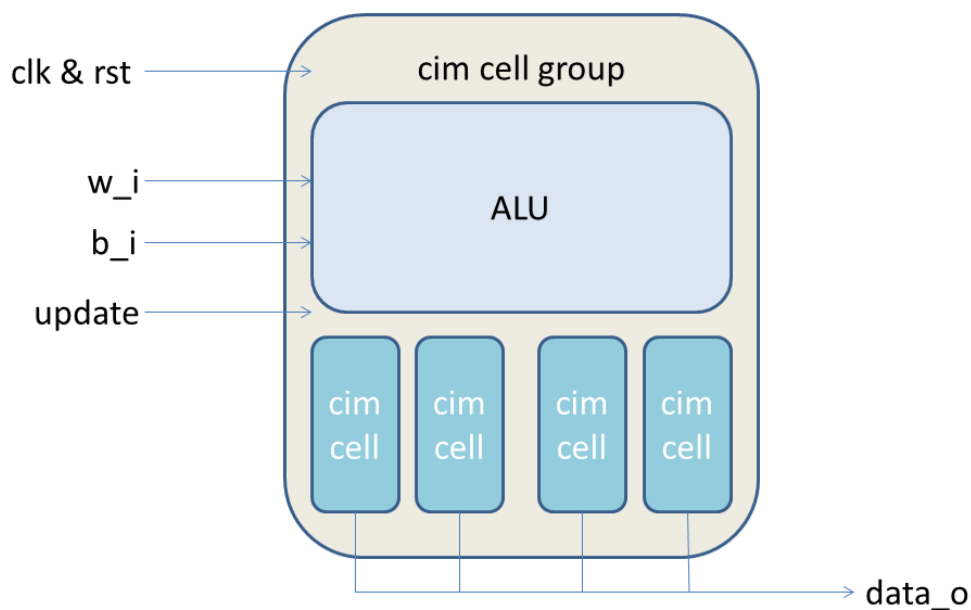 cim cell group
clk & rst
w_i
ALU
b_i
update
cim
cell
cim
cell
cim
cell
cim
cell
data_o